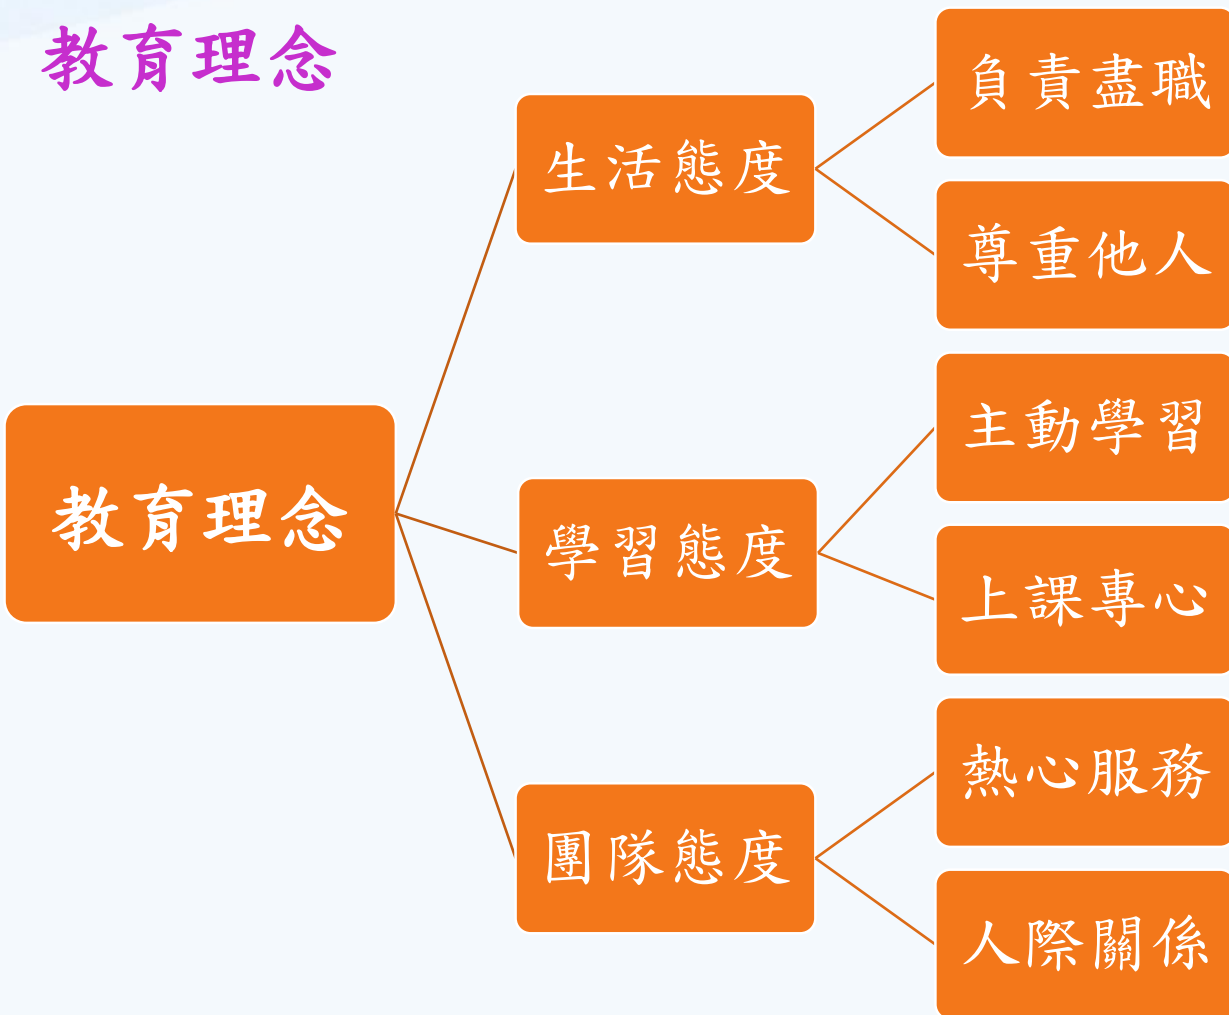 教育理念
教育理念
生活態度
負責盡職
尊重他人
學習態度
主動學習
上課專心
團隊態度
熱心服務
人際關係